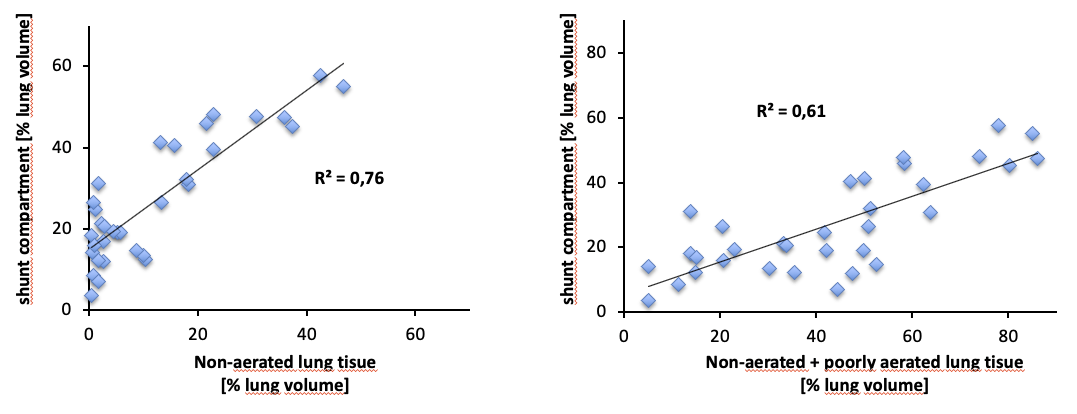 shunt compartment [% lung volume]
60
40
20
0
0 20 40 60
R² = 0,76
Non-aerated lung tisue
[% lung volume]
shunt compartment [% lung volume]
80
60
40
20
0
0 20 40 60 80
R² = 0,61
Non-aerated + poorly aerated lung tisue
[% lung volume]